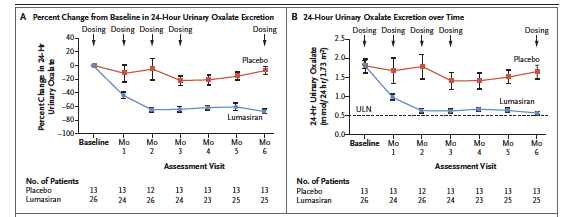 A Percent Change from Baseline in 24-Hour Urinary Oxalate Excretion
Dosing Dosing Dosing Dosing Dosing
Percent Change in 24-Hr
Urinary Oxalate
40
20
0
-20
-40
-60
-80
-100
Placebo
Lumasiran
Baseline Mo 1 Mo 2 Mo 3 Mo 4 Mo 5 Mo 6
Assessment Visit
No. of Patients
Placebo 13 13 12 13 13 13 13
Lumasiran 26 24 26 24 23 25 25
B 24-Hour Urinary Oxalate Excretion over Time
Dosing Dosing Dosing Dosing Dosing
24-Hr Urinary Oxalate
(mmol/24 hr/1.73 m²)
2.5
2.0
1.5
1.0
0.5
0.0
Placebo
Lumasiran
ULN
Baseline Mo 1 Mo 2 Mo 3 Mo 4 Mo 5 Mo 6
Assessment Visit
No. of Patients
Placebo 13 13 12 13 13 13 13
Lumasiran 26 24 26 24 23 25 25